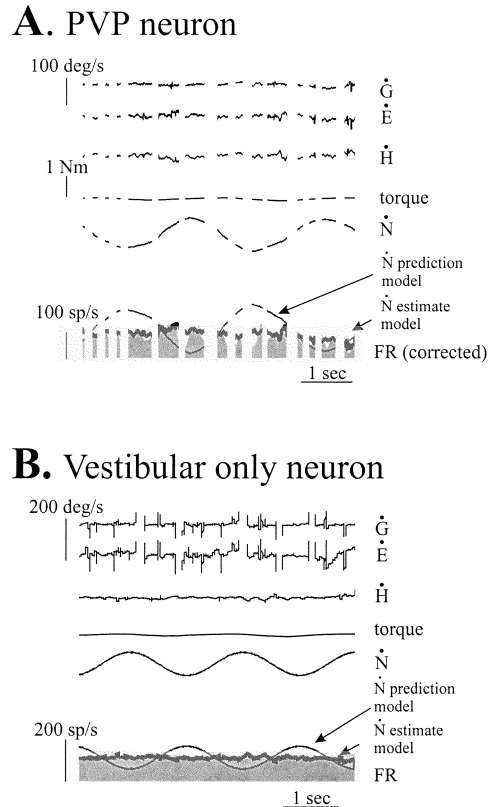 A. PVP neuron
100 deg/s
Ġ
Ė
Ḣ
1 Nm
torque
Ṅ
Ṅ prediction
model
100 sp/s
Ṅ estimate
model
FR (corrected)
1 sec
B. Vestibular only neuron
200 deg/s
Ġ
Ė
Ḣ
torque
Ṅ
Ṅ prediction
model
200 sp/s
Ṅ estimate
model
FR
1 sec